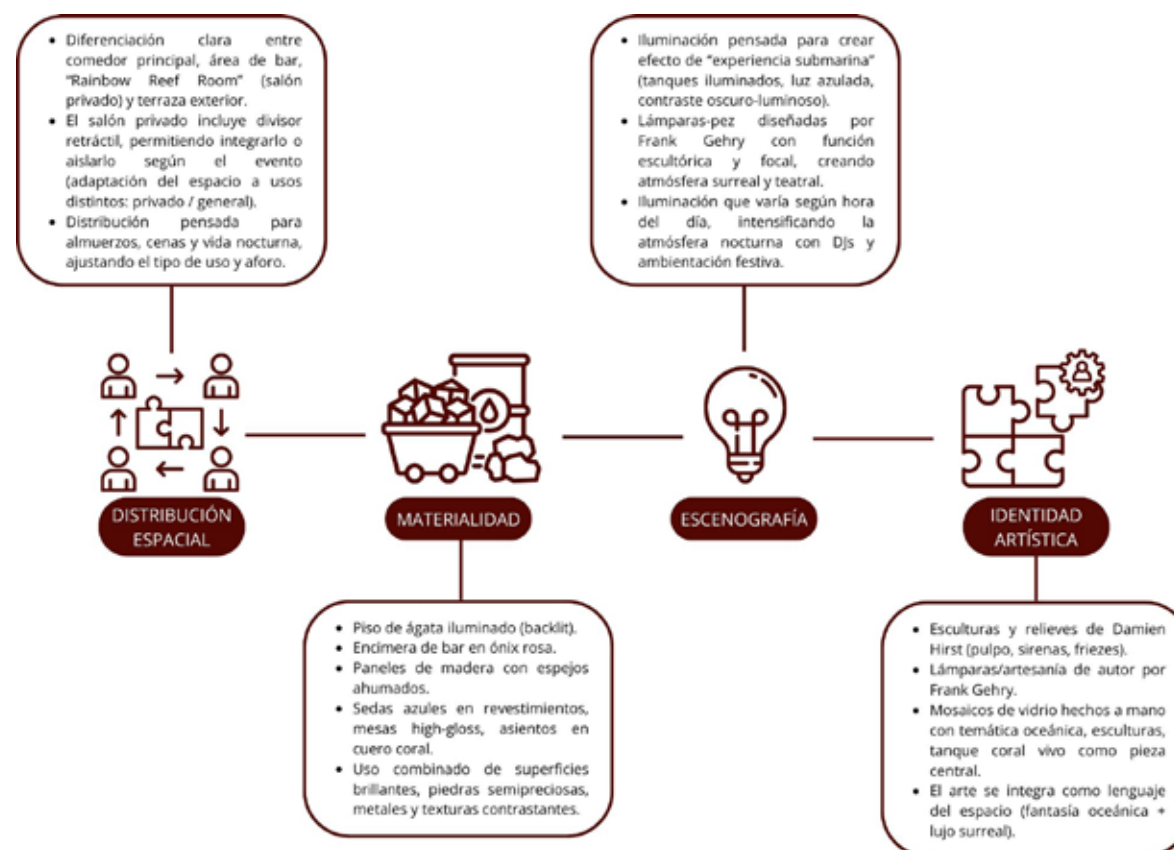 • Diferenciación clara entre
comedor principal, área de bar,
"Rainbow Reef Room" (salón
privado) y terraza exterior.
• El salón privado incluye divisor
retráctil, permitiendo integrarlo o
aislarlo según el evento
(adaptación del espacio a usos
distintos: privado / general).
• Distribución pensada para
almuerzos, cenas y vida nocturna,
ajustando el tipo de uso y aforo.
• Iluminación pensada para crear
efecto de "experiencia submarina"
(tanques iluminados, luz azulada,
contraste oscuro-luminoso).
• Lámparas-pez diseñadas por
Frank Gehry con función
escultórica y focal, creando
atmósfera surreal y teatral.
• Iluminación que varía según hora
del día, intensificando la
atmósfera nocturna con DJs y
ambientación festiva.
DISTRIBUCIÓN
ESPACIAL
MATERIALIDAD
ESCENOGRAFÍA
IDENTIDAD
ARTÍSTICA
• Piso de ágata iluminado (backlit).
• Encimera de bar en ónix rosa.
• Paneles de madera con espejos
ahumados.
• Sedas azules en revestimientos,
mesas high-gloss, asientos en
cuero coral.
• Uso combinado de superficies
brillantes, piedras semipreciosas,
metales y texturas contrastantes.
• Esculturas y relieves de Damien
Hirst (pulpo, sirenas, friezes).
• Lámparas/artesanía de autor por
Frank Gehry.
• Mosaicos de vidrio hechos a mano
con temática oceánica, esculturas,
tanque coral vivo como pieza
central.
• El arte se integra como lenguaje
del espacio (fantasía oceánica +
lujo surreal).